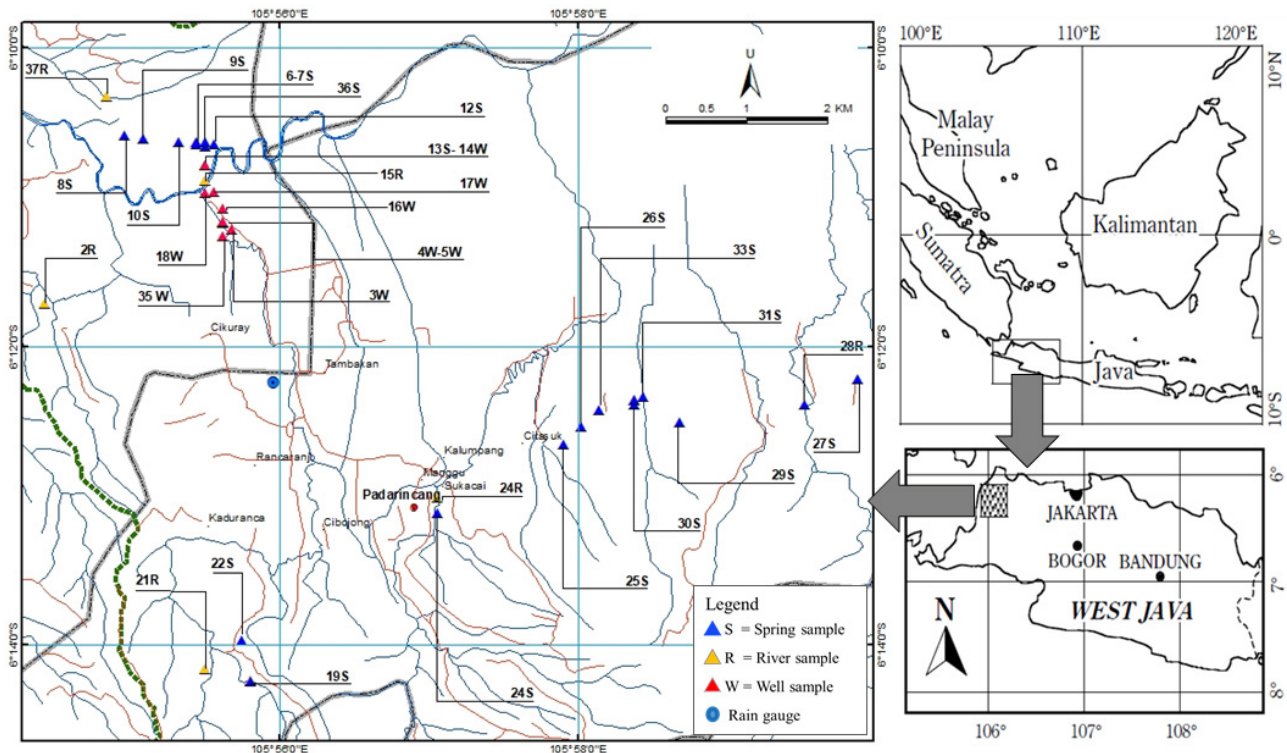 105°56'0"E
105°58'0"E
6°10'0"S
6°10'0"S
37R
9S
6-7S
36S
12S
U
0 0.5 1 2 KM
13S- 14W
15R
17W
8S
10S
16W
26S
2R
18W
4W-5W
33S
35 W
3W
31S
Cikuray
6°12'0"S
6°12'0"S
28R
Tambakan
Citasuk
Kalumpang
27S
Rancaranji
Manggu
Sukacai
24R
29S
Padarincang
Kaduranca
Cibojong
30S
22S
21R
25S
6°14'0"S
19S
24S
105°56'0"E
105°58'0"E
Legend
S = Spring sample
R = River sample
W = Well sample
Rain gauge
100°E 110°E 120°E
10°N
Malay
Peninsula
Kalimantan
0°
Sumatra
Java
10°S
6°
JAKARTA
BOGOR BANDUNG
7°
N
WEST JAVA
8°
106° 107° 108°